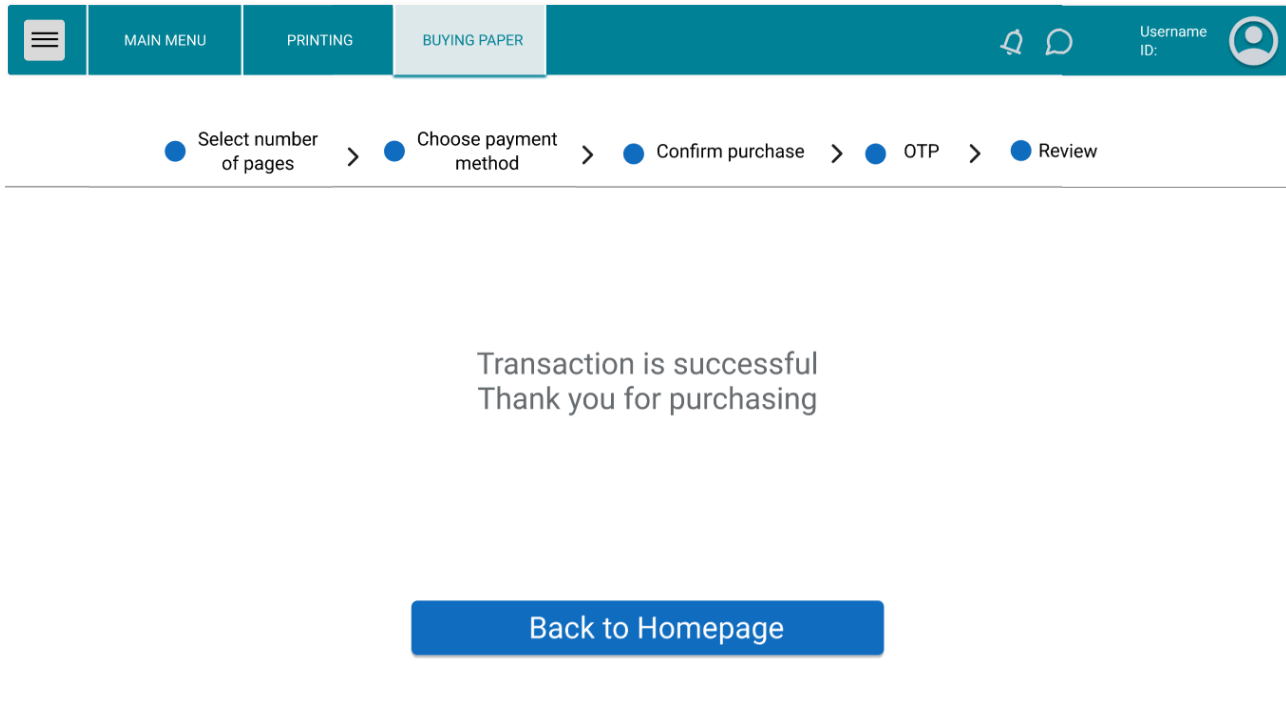 MAIN MENU
PRINTING
BUYING PAPER
Username
ID:
Select number
of pages
Choose payment
method
Confirm purchase
OTP
Review
Transaction is successful
Thank you for purchasing
Back to Homepage